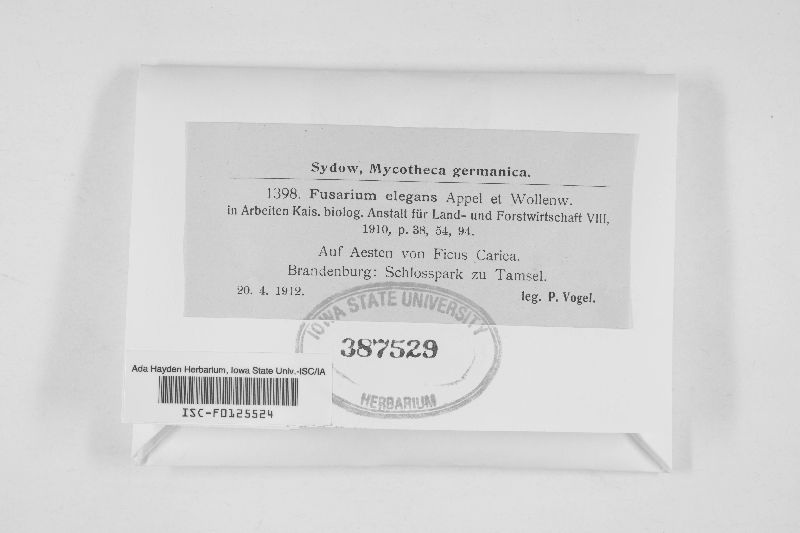 Sydow, Mycotheca germanica.
1398. Fusarium elegans Appel et Wollenw.
in Arbeiten Kais. biolog. Anstalt für Land- und Forstwirtschaft VIII,
1910, p. 38, 54, 94.
Auf Aesten von Ficus Carica.
Brandenburg: Schlosspark zu Tamsel.
20. 4. 1912. leg. P. Vogel.
IOWA STATE UNIVERSITY
387529
HERBARIUM
Ada Hayden Herbarium, Iowa State Univ.-ISC/IA
ISC-F0125524